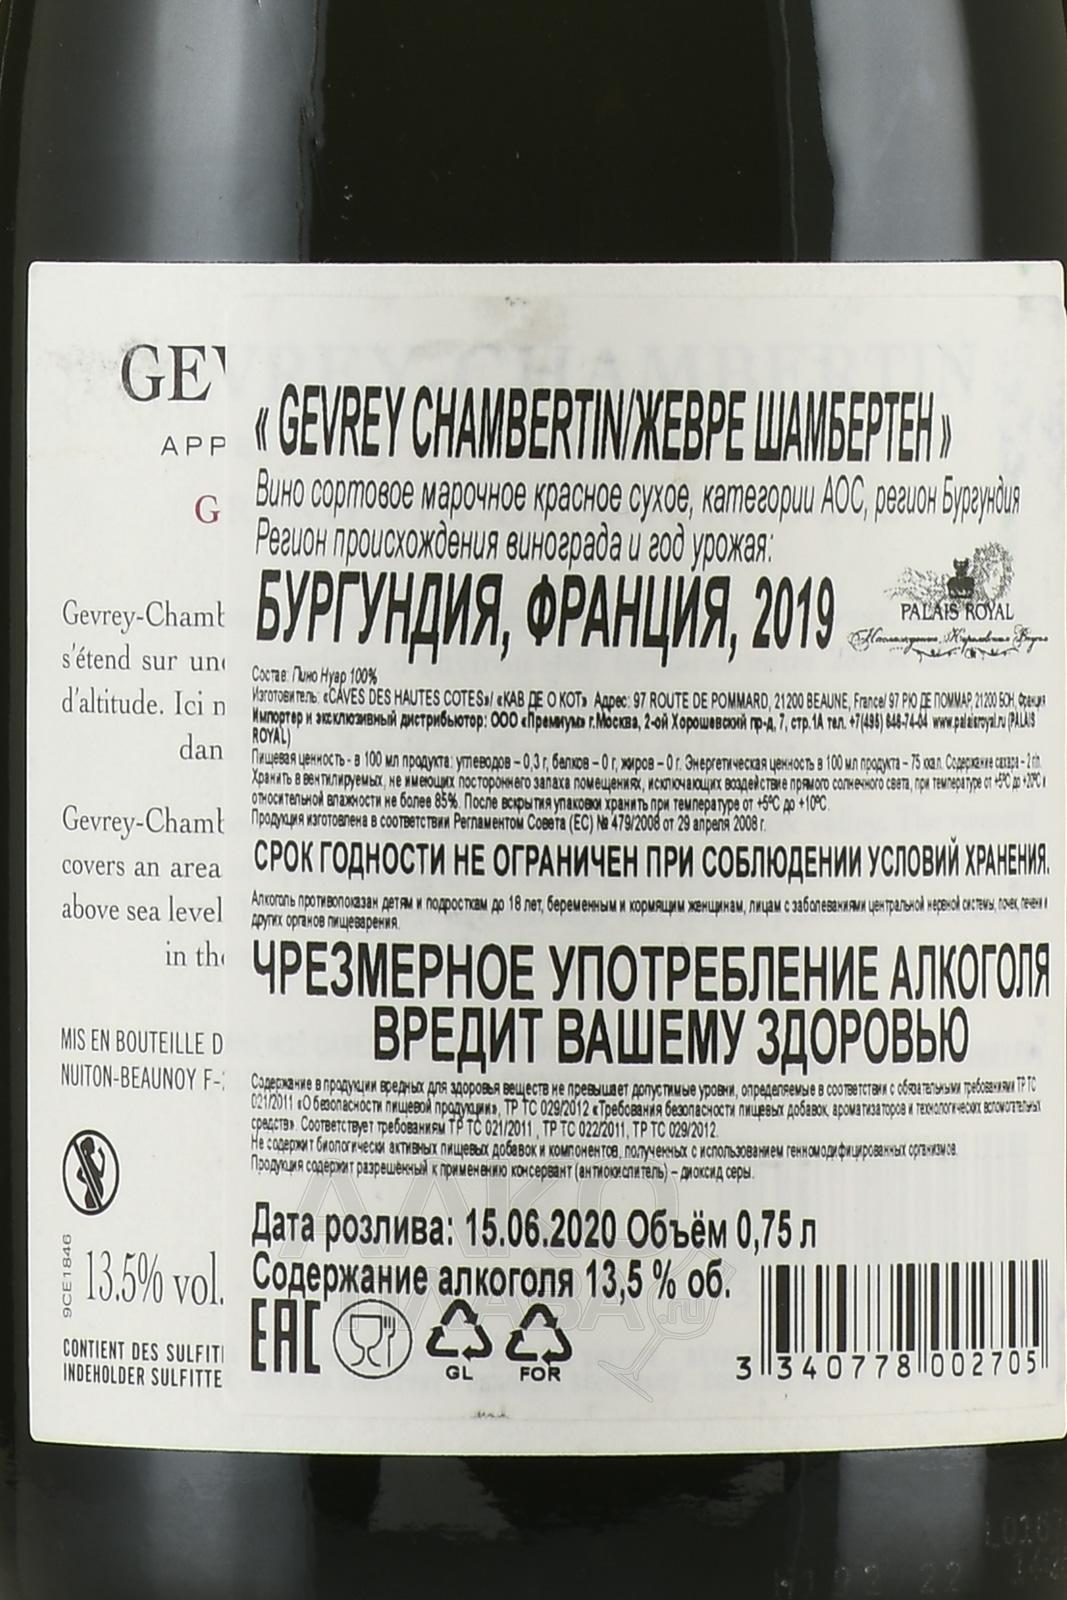 GEV
APP
G
Gevrey-Chamb
s'étend sur une
d'altitude. Ici n
dan
Gevrey-Chamb
covers an area
above sea level
in the
MIS EN BOUTEILLE D
NUITON-BEAUNOY F-
9CE1846
13.5% vol.
CONTIENT DES SULFIT
INDEHOLDER SULFITTE
« GEVREY CHAMBERTIN/ЖЕВРЕ ШАМБЕРТЕН »
Вино сортовое марочное красное сухое, категории АОС, регион Бургундия
Регион происхождения винограда и год урожая:
БУРГУНДИЯ, ФРАНЦИЯ, 2019
PALAIS ROYAL
Состав: Пино Нуар 100%
Изготовитель: «CAVES DES HAUTES COTES»/ «КАВ ДЕ О КОТ» Адрес: 97 ROUTE DE POMMARD, 21200 BEAUNE, France/ 97 РЮ ДЕ ПОММАР, 21200 БОН, Франция
Импортер и эксклюзивный дистрибьютор: ООО «Премиум» г.Москва, 2-ой Хорошевский пр-д, 7, стр.1А тел. +7(495) 646-74-04 www.palaisroyal.ru (PALAIS
ROYAL)
Пищевая ценность - в 100 мл продукта: углеводов – 0,3 г, белков – 0 г, жиров – 0 г. Энергетическая ценность в 100 мл продукта – 75 ккал. Содержание сахара – 2 г/л.
Хранить в вентилируемых, не имеющих постороннего запаха помещениях, исключающих воздействие прямого солнечного света, при температуре от +5°С до +20°С и
относительной влажности не более 85%. После вскрытия упаковки хранить при температуре от +5°С до +10°С.
Продукция изготовлена в соответствии Регламентом Совета (ЕС) № 479/2008 от 29 апреля 2008 г.
СРОК ГОДНОСТИ НЕ ОГРАНИЧЕН ПРИ СОБЛЮДЕНИИ УСЛОВИЙ ХРАНЕНИЯ.
Алкоголь противопоказан детям и подросткам до 18 лет, беременным и кормящим женщинам, лицам с заболеваниями центральной нервной системы, почек, печени и
других органов пищеварения.
ЧРЕЗМЕРНОЕ УПОТРЕБЛЕНИЕ АЛКОГОЛЯ
ВРЕДИТ ВАШЕМУ ЗДОРОВЬЮ
Содержание в продукции вредных для здоровья веществ не превышает допустимые уровни, определяемые в соответствии с обязательными требованиями ТР ТС
021/2011 «О безопасности пищевой продукции», ТР ТС 029/2012 «Требования безопасности пищевых добавок, ароматизаторов и технологических вспомогательных
средств». Соответствует требованиям ТР ТС 021/2011 , ТР ТС 022/2011, ТР ТС 029/2012.
Не содержит биологически активных пищевых добавок и компонентов, полученных с использованием генномодифицированных организмов.
Продукция содержит разрешённый к применению консервант (антиокислитель) – диоксид серы.
Дата розлива: 15.06.2020 Объём 0,75 л
Содержание алкоголя 13,5 % об.
EAC
GL
FOR
3 340778 002705